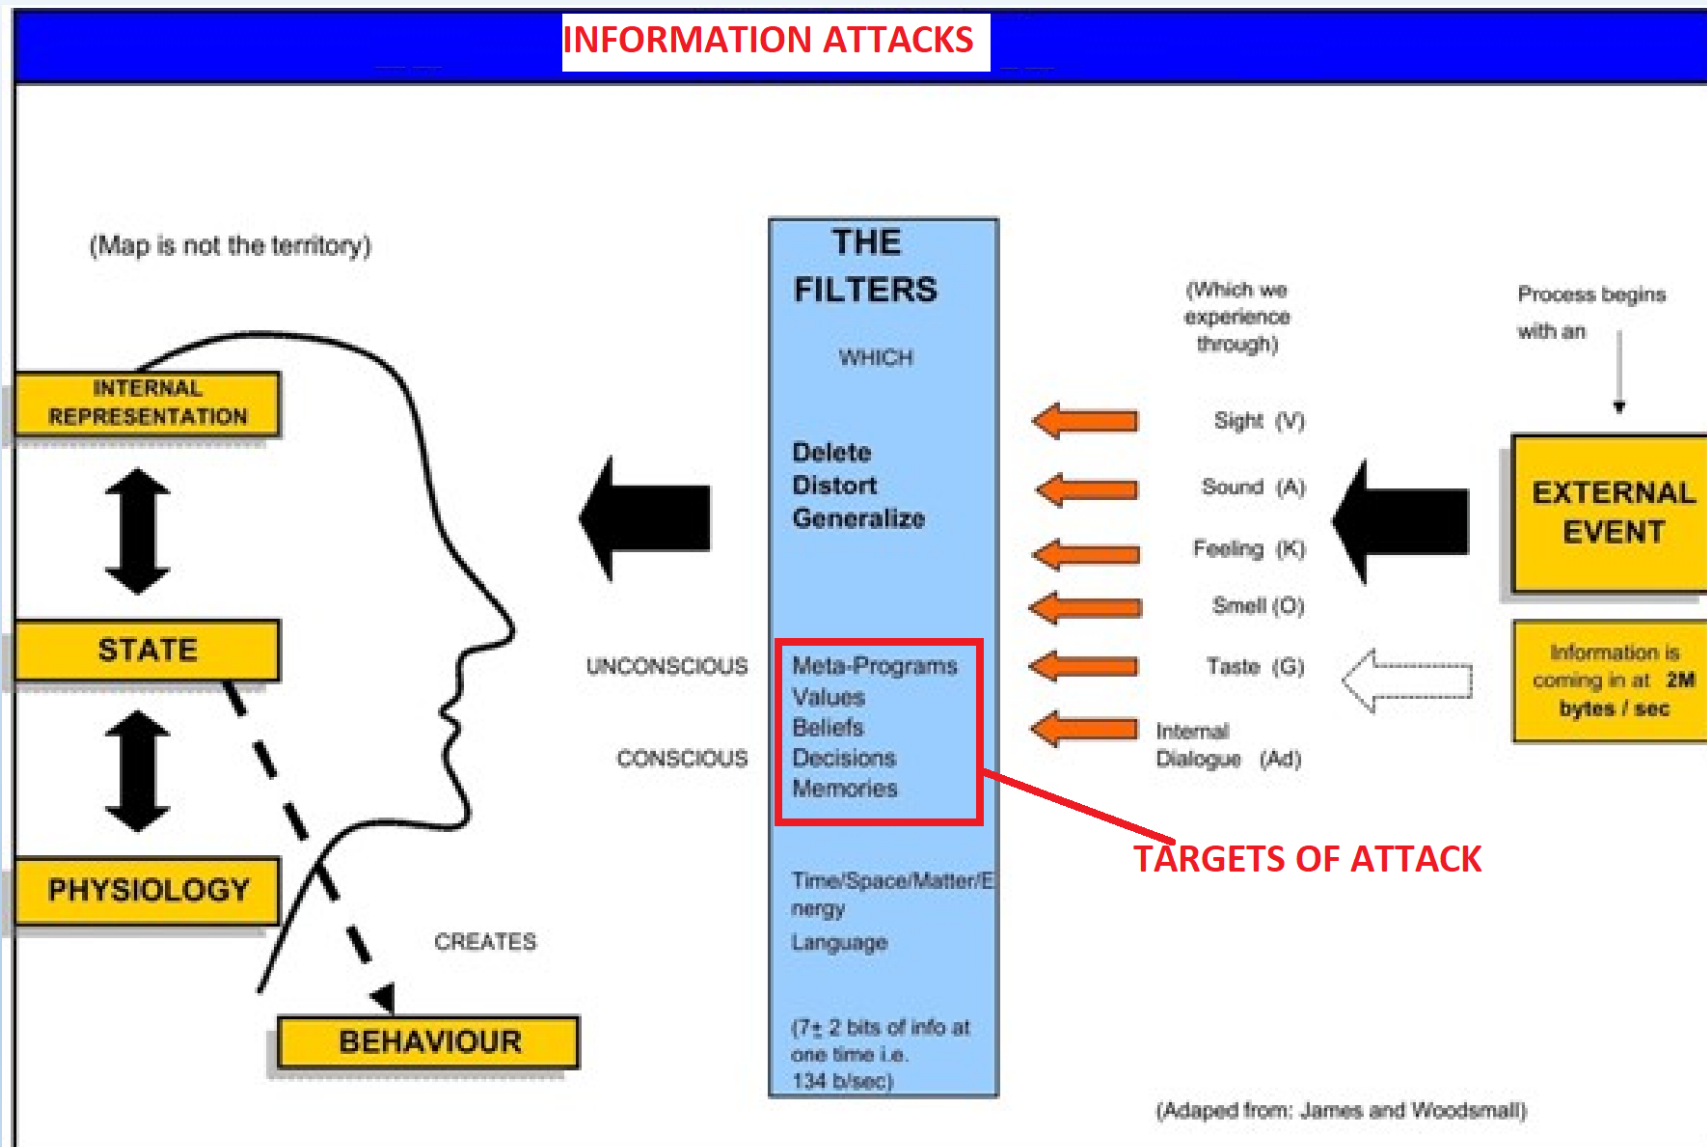 INFORMATION ATTACKS
(Map is not the territory)
INTERNAL
REPRESENTATION
STATE
PHYSIOLOGY
CREATES
BEHAVIOUR
UNCONSCIOUS
CONSCIOUS
THE
FILTERS
WHICH
Delete
Distort
Generalize
Meta-Programs
Values
Beliefs
Decisions
Memories
Time/Space/Matter/E
nergy
Language
(7± 2 bits of info at
one time i.e.
134 b/sec)
(Which we
experience
through)
Sight (V)
Sound (A)
Feeling (K)
Smell (O)
Taste (G)
Internal
Dialogue (Ad)
TARGETS OF ATTACK
Process begins
with an
EXTERNAL
EVENT
Information is
coming in at 2M
bytes / sec
(Adaped from: James and Woodsmall)